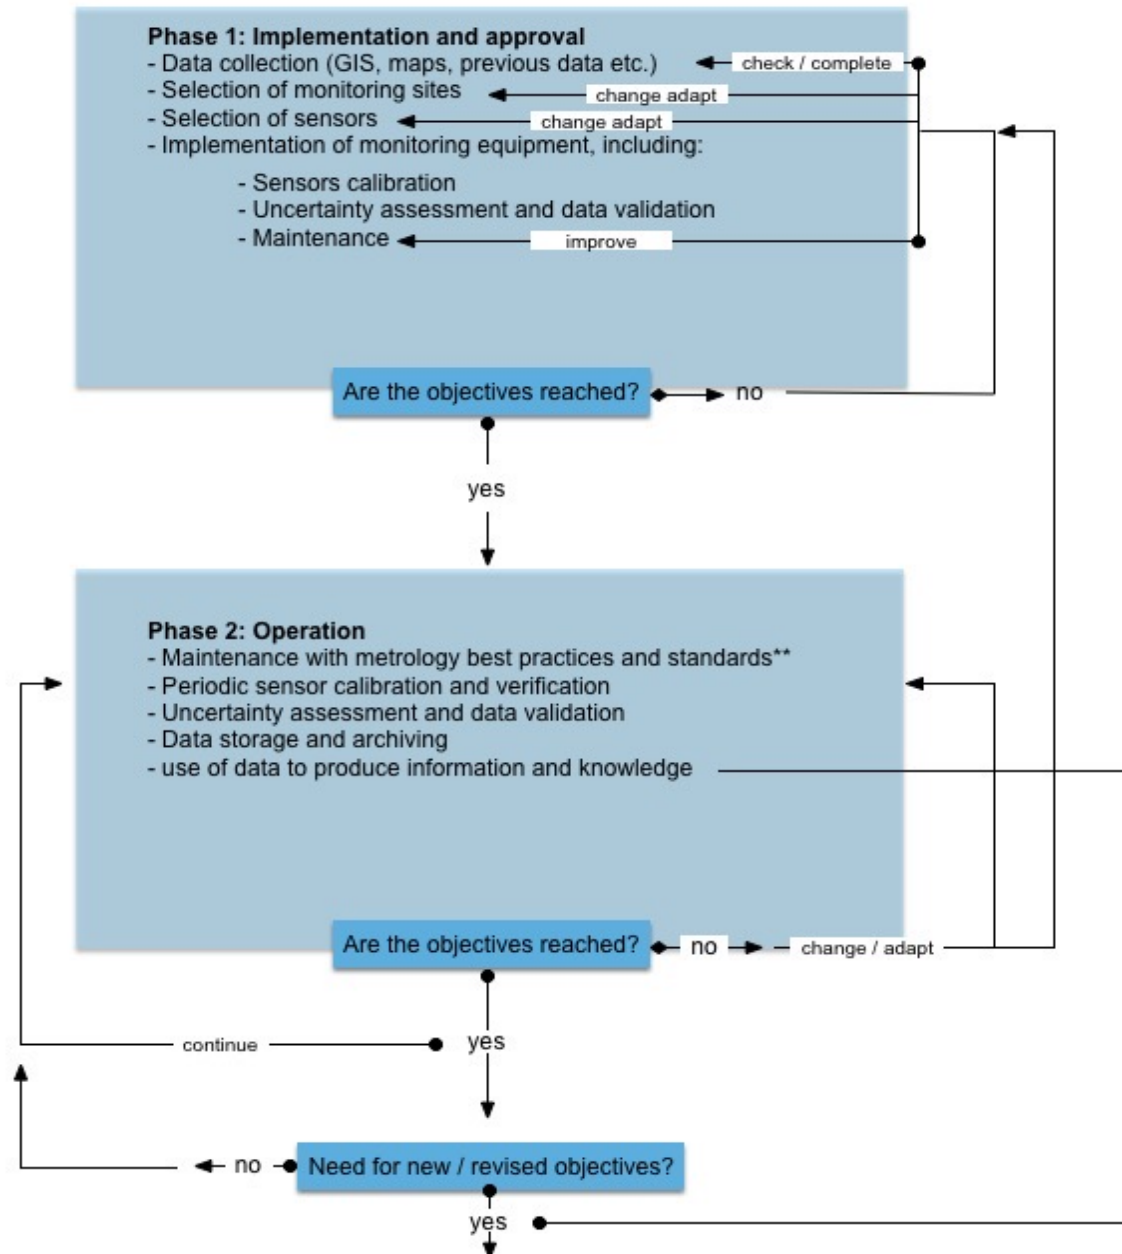 Phase 1: Implementation and approval
- Data collection (GIS, maps, previous data etc.)
check / complete
- Selection of monitoring sites
change adapt
- Selection of sensors
change adapt
- Implementation of monitoring equipment, including:
- Sensors calibration
- Uncertainty assessment and data validation
- Maintenance
improve
Are the objectives reached?
no
yes
Phase 2: Operation
- Maintenance with metrology best practices and standards**
- Periodic sensor calibration and verification
- Uncertainty assessment and data validation
- Data storage and archiving
- use of data to produce information and knowledge
Are the objectives reached?
no
change / adapt
yes
continue
Need for new / revised objectives?
no
yes